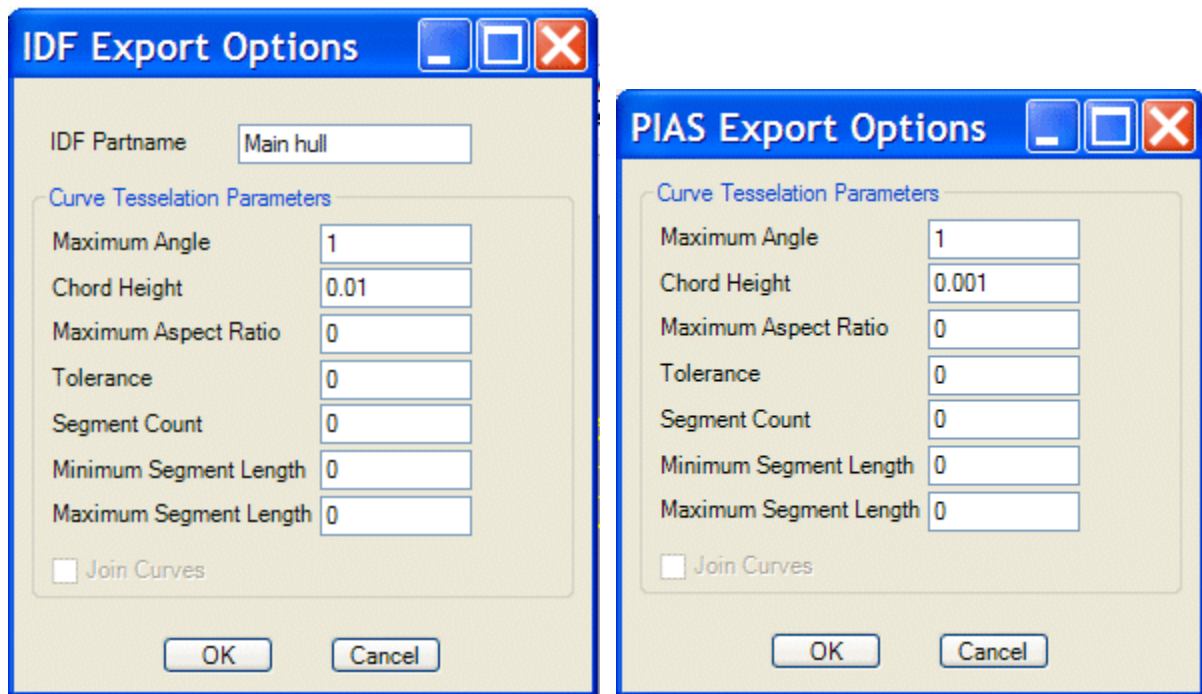 IDF Export Options
IDF Partname Main hull
Curve Tesselation Parameters
Maximum Angle 1
Chord Height 0.01
Maximum Aspect Ratio 0
Tolerance 0
Segment Count 0
Minimum Segment Length 0
Maximum Segment Length 0
Join Curves
OK Cancel
PIAS Export Options
Curve Tesselation Parameters
Maximum Angle 1
Chord Height 0.001
Maximum Aspect Ratio 0
Tolerance 0
Segment Count 0
Minimum Segment Length 0
Maximum Segment Length 0
Join Curves
OK Cancel